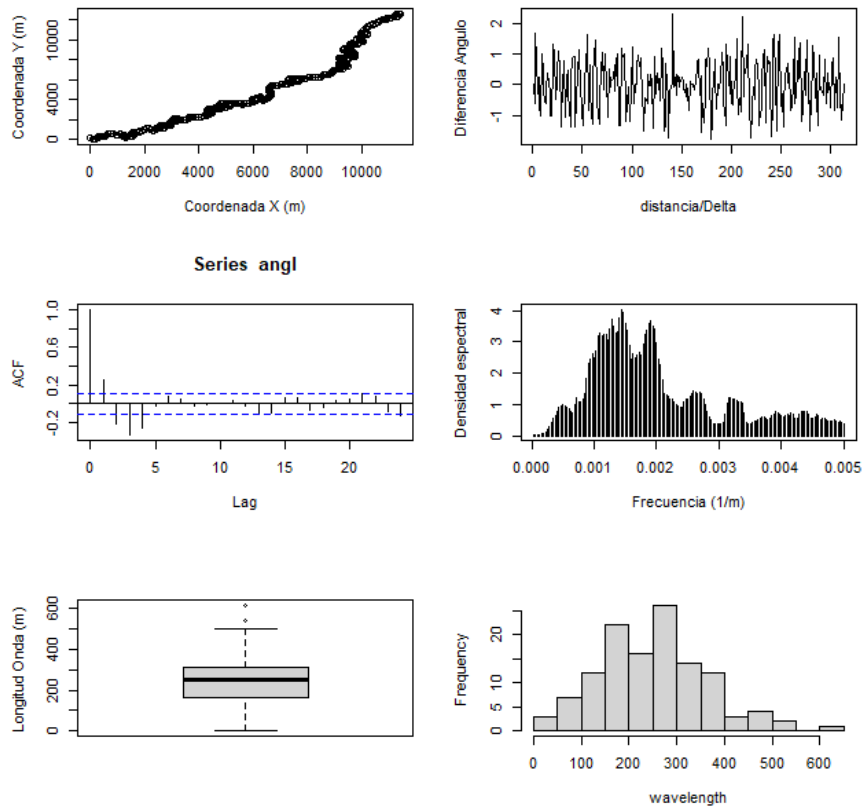 Coordenada Y (m)
0 4000 10000
0 2000 4000 6000 8000 10000
Coordenada X (m)
Diferencia Angulo
-1 0 1 2
0 50 100 150 200 250 300
distancia/Delta
Series angl
ACF
-0.2 0.2 0.6 1.0
0 5 10 15 20
Lag
Densidad espectral
0 1 2 3 4
0.000 0.001 0.002 0.003 0.004 0.005
Frecuencia (1/m)
Longitud Onda (m)
0 200 400 600
Frequency
0 5 10 20
0 100 200 300 400 500 600
wavelength